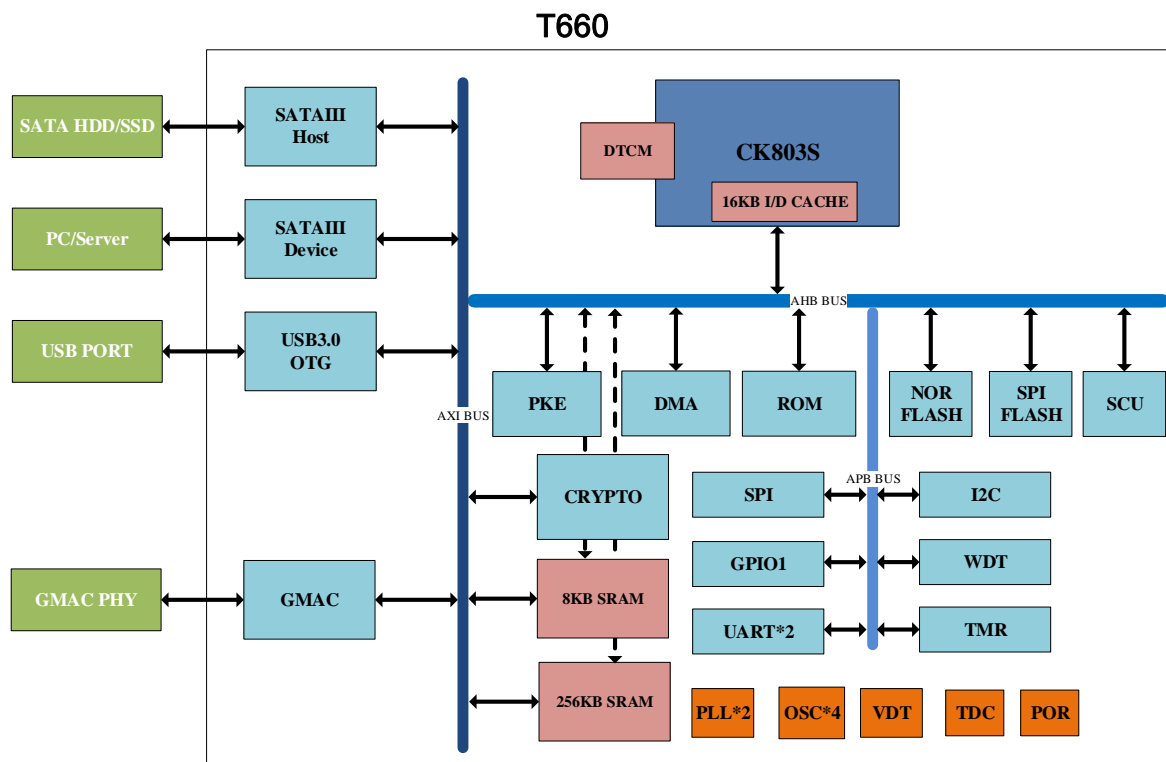 T660
SATA HDD/SSD
SATAIII
Host
DTCM
CK803S
16KB I/D CACHE
PC/Server
SATAIII
Device
AHB BUS
USB PORT
USB3.0
OTG
AXI BUS
PKE
DMA
ROM
NOR
FLASH
SPI
FLASH
SCU
CRYPTO
SPI
APB BUS
I2C
GPIO1
WDT
GMAC PHY
GMAC
8KB SRAM
UART*2
TMR
256KB SRAM
PLL*2
OSC*4
VDT
TDC
POR